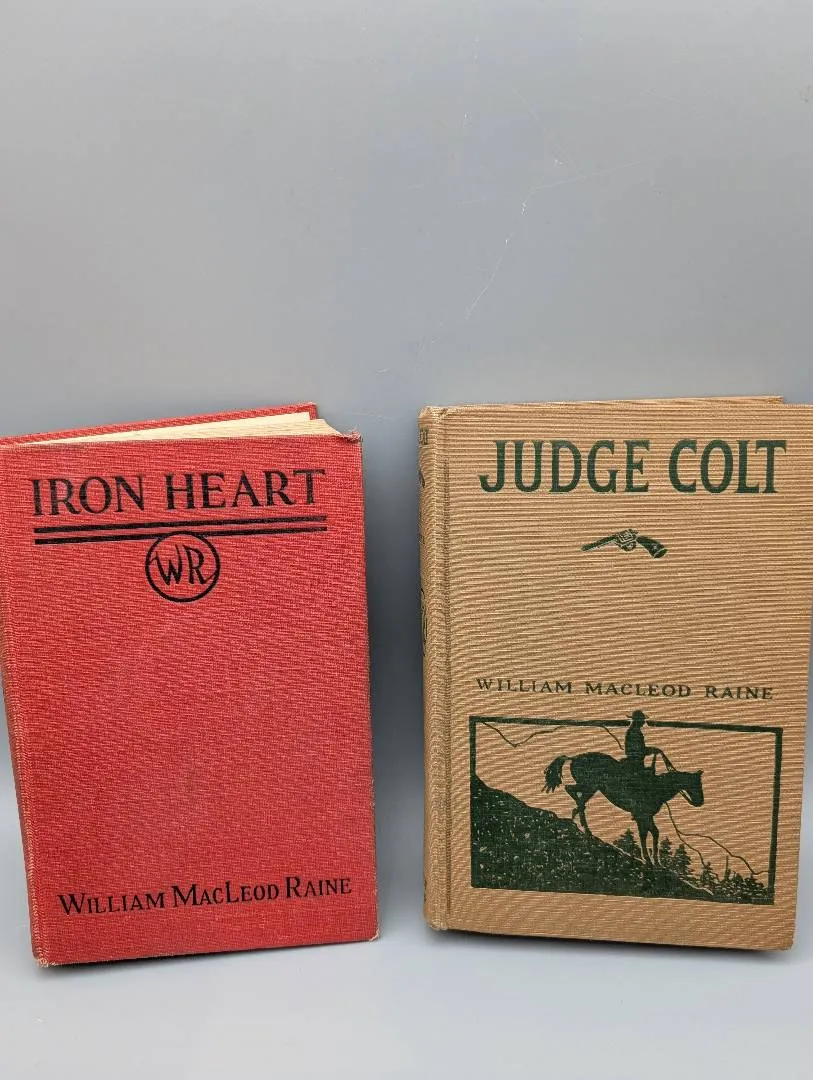 IRON HEART
WR
WILLIAM MACLEOD RAINE
JUDGE COLT
WILLIAM MACLEOD RAINE